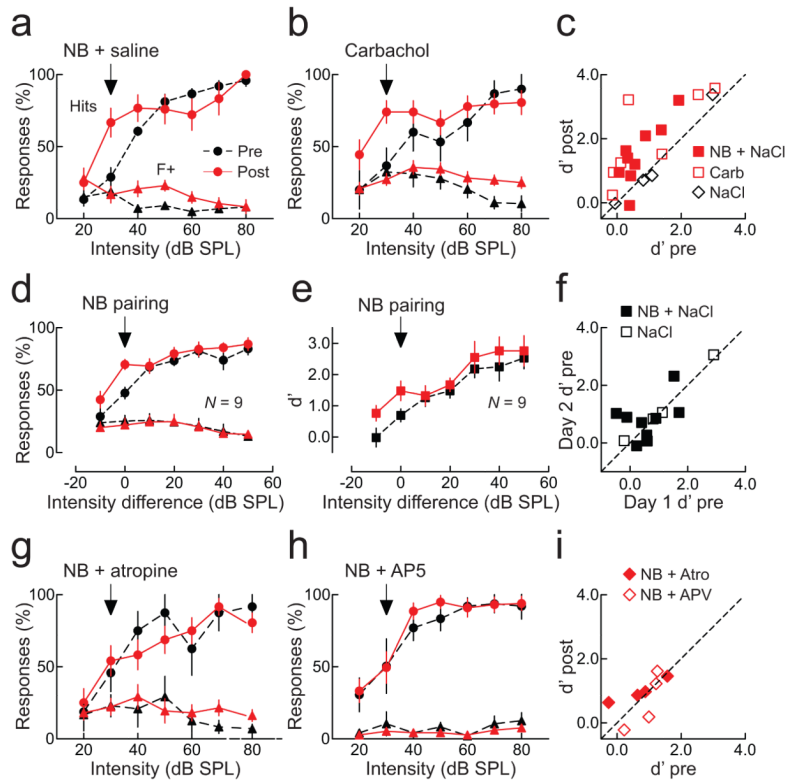 a
NB + saline
Hits
F+
Pre
Post
Responses (%)
100
50
0
20
40
60
80
Intensity (dB SPL)
b
Carbachol
100
50
0
20
40
60
80
Intensity (dB SPL)
c
d' post
4.0
2.0
0.0
NB + NaCl
Carb
NaCl
0.0
2.0
4.0
d' pre
d
NB pairing
Responses (%)
100
50
0
N = 9
-20
0
20
40
60
Intensity difference (dB SPL)
e
NB pairing
d'
3.0
2.0
1.0
0.0
N = 9
-20
0
20
40
60
Intensity difference (dB SPL)
f
NB + NaCl
NaCl
Day 2 d' pre
4.0
2.0
0.0
0.0
2.0
4.0
Day 1 d' pre
g
NB + atropine
Responses (%)
100
50
0
20
40
60
80
Intensity (dB SPL)
h
NB + AP5
Responses (%)
100
50
0
20
40
60
80
Intensity (dB SPL)
i
NB + Atro
NB + APV
d' post
4.0
2.0
0.0
0.0
2.0
4.0
d' pre